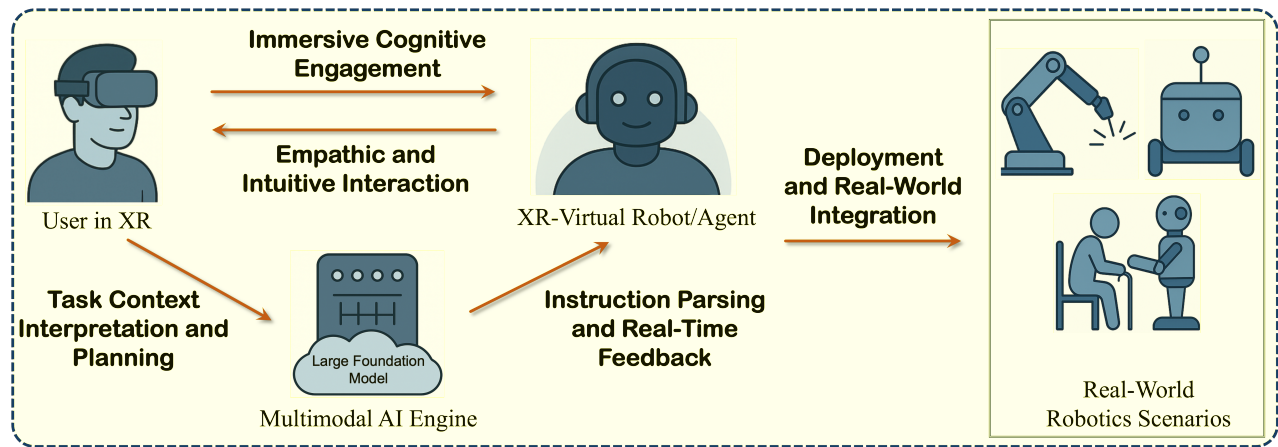 Immersive Cognitive
Engagement
Empathic and
Intuitive Interaction
User in XR
XR-Virtual Robot/Agent
Deployment
and Real-World
Integration
Task Context
Interpretation and
Planning
Large Foundation
Model
Multimodal AI Engine
Instruction Parsing
and Real-Time
Feedback
Real-World
Robotics Scenarios